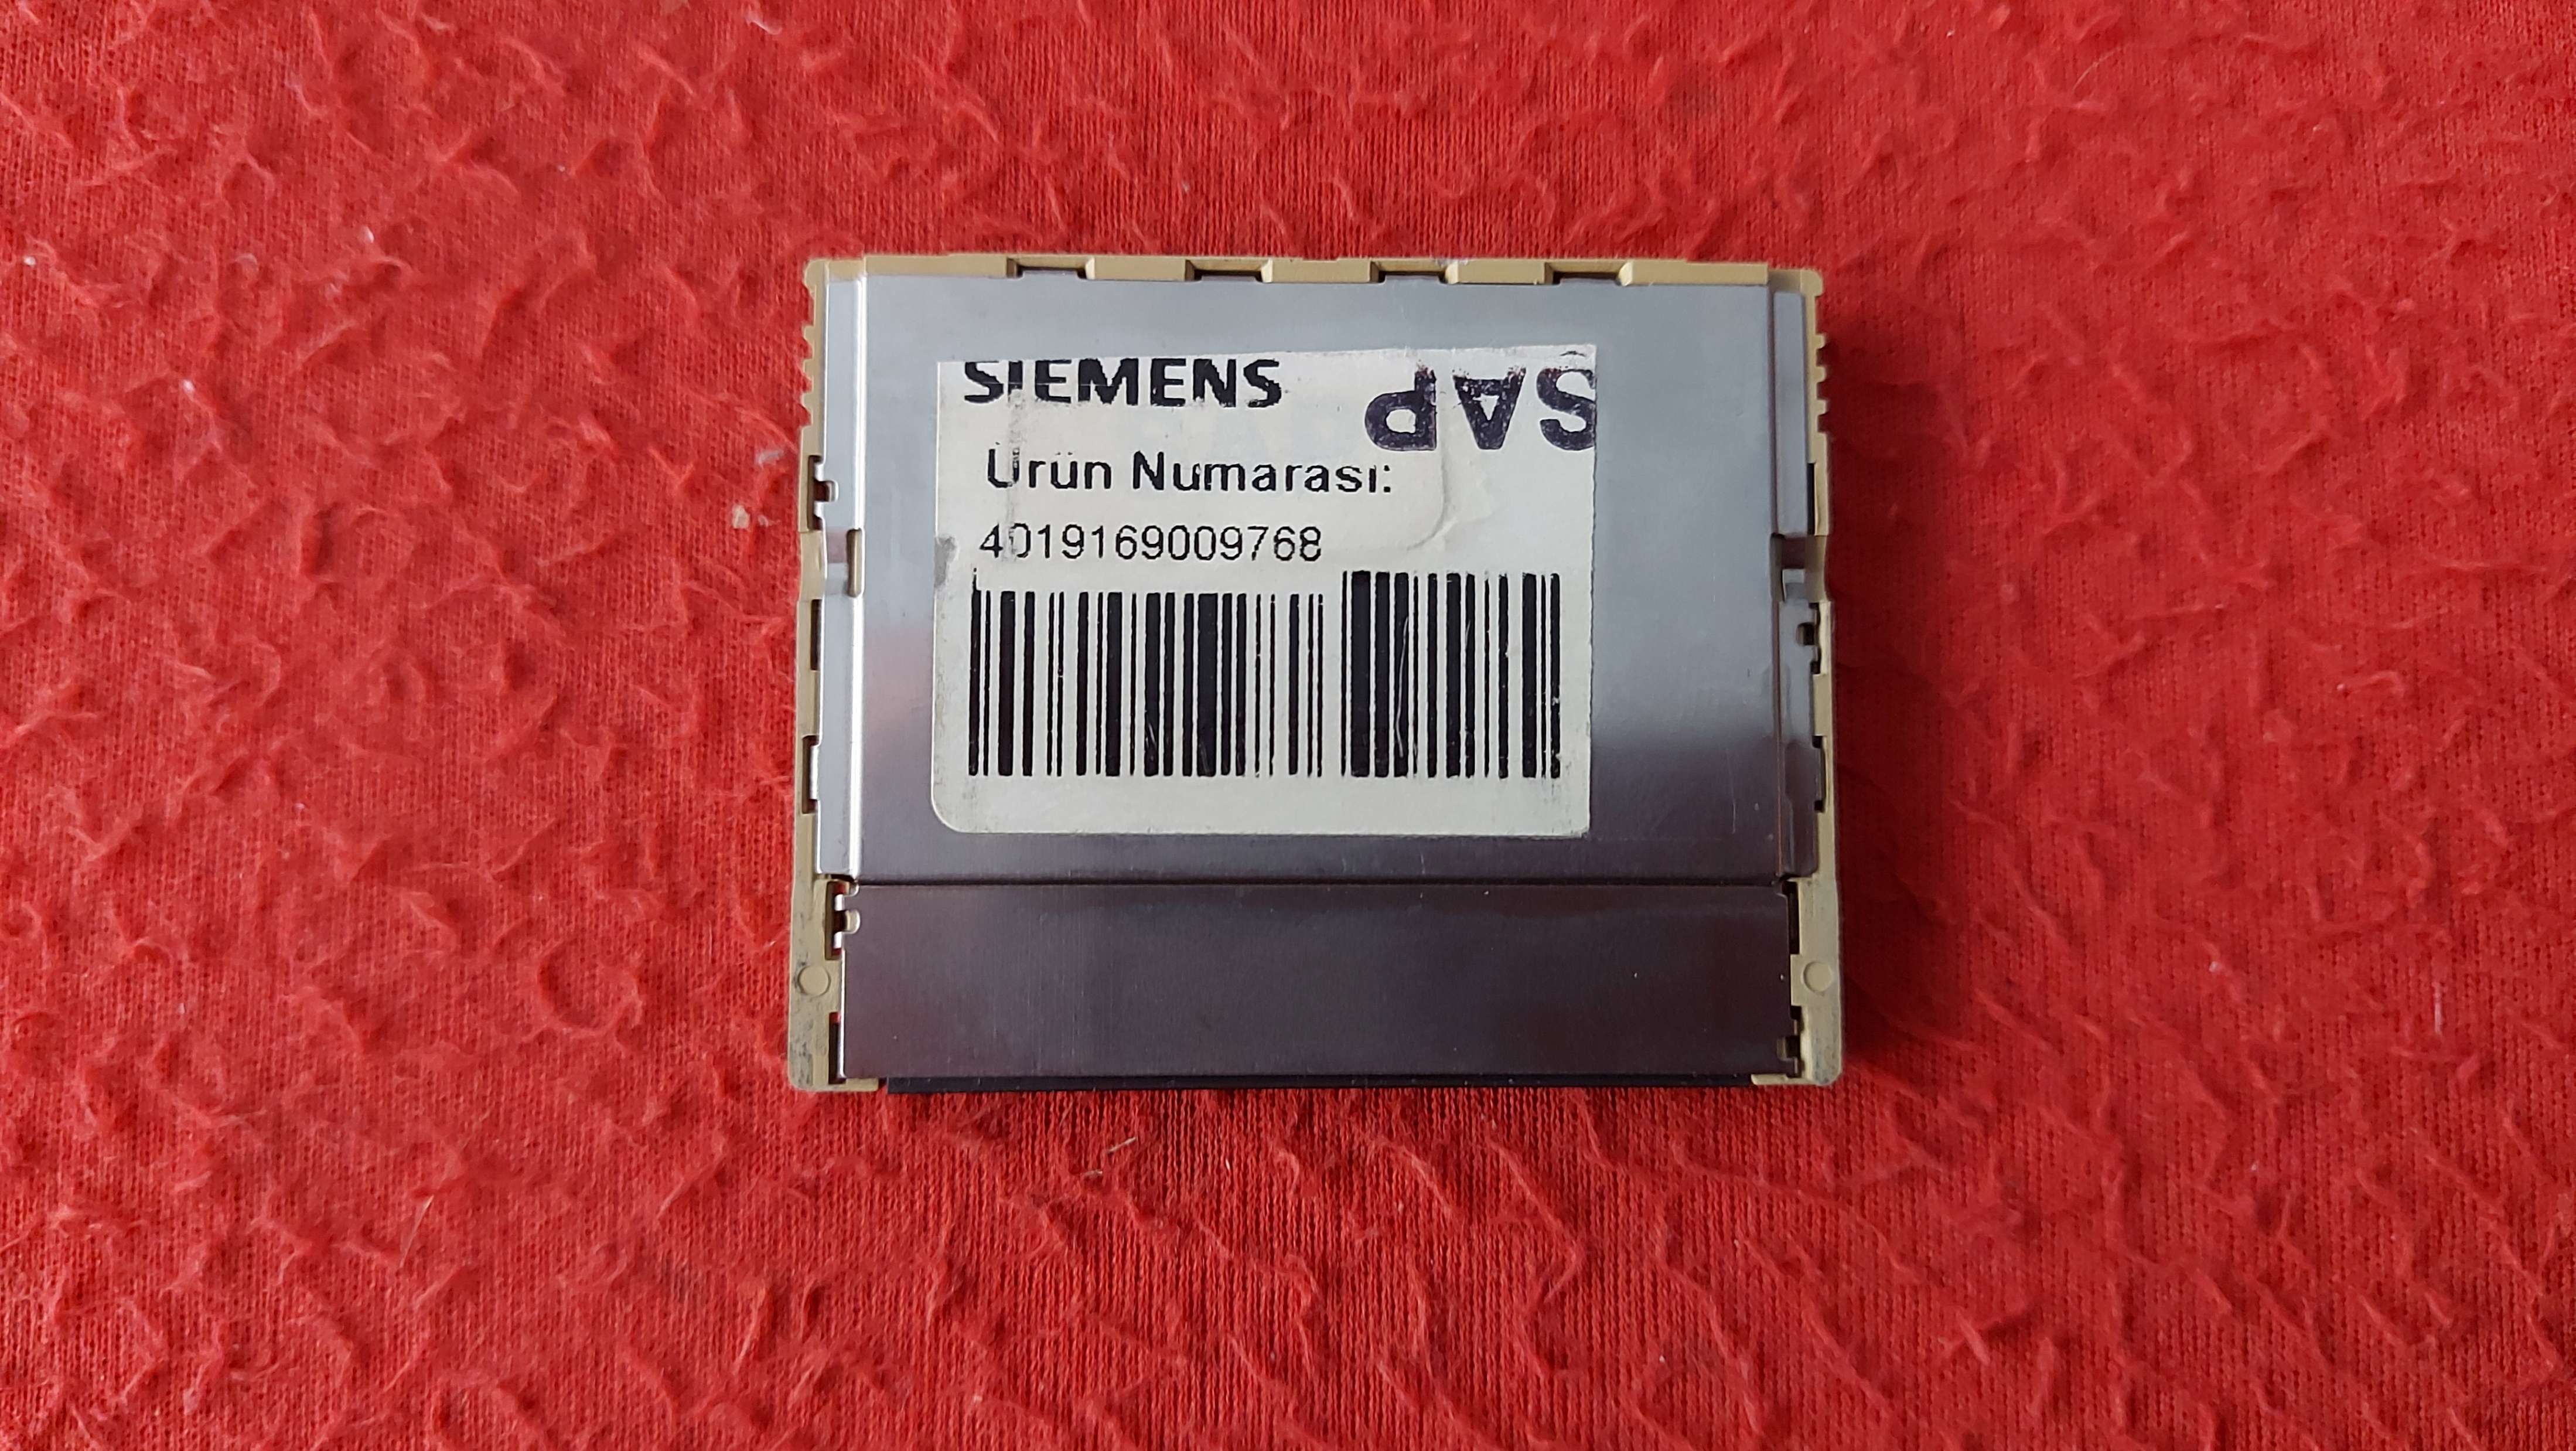 SIEMENS
SAP
Ürün Numarası:
4019169009768